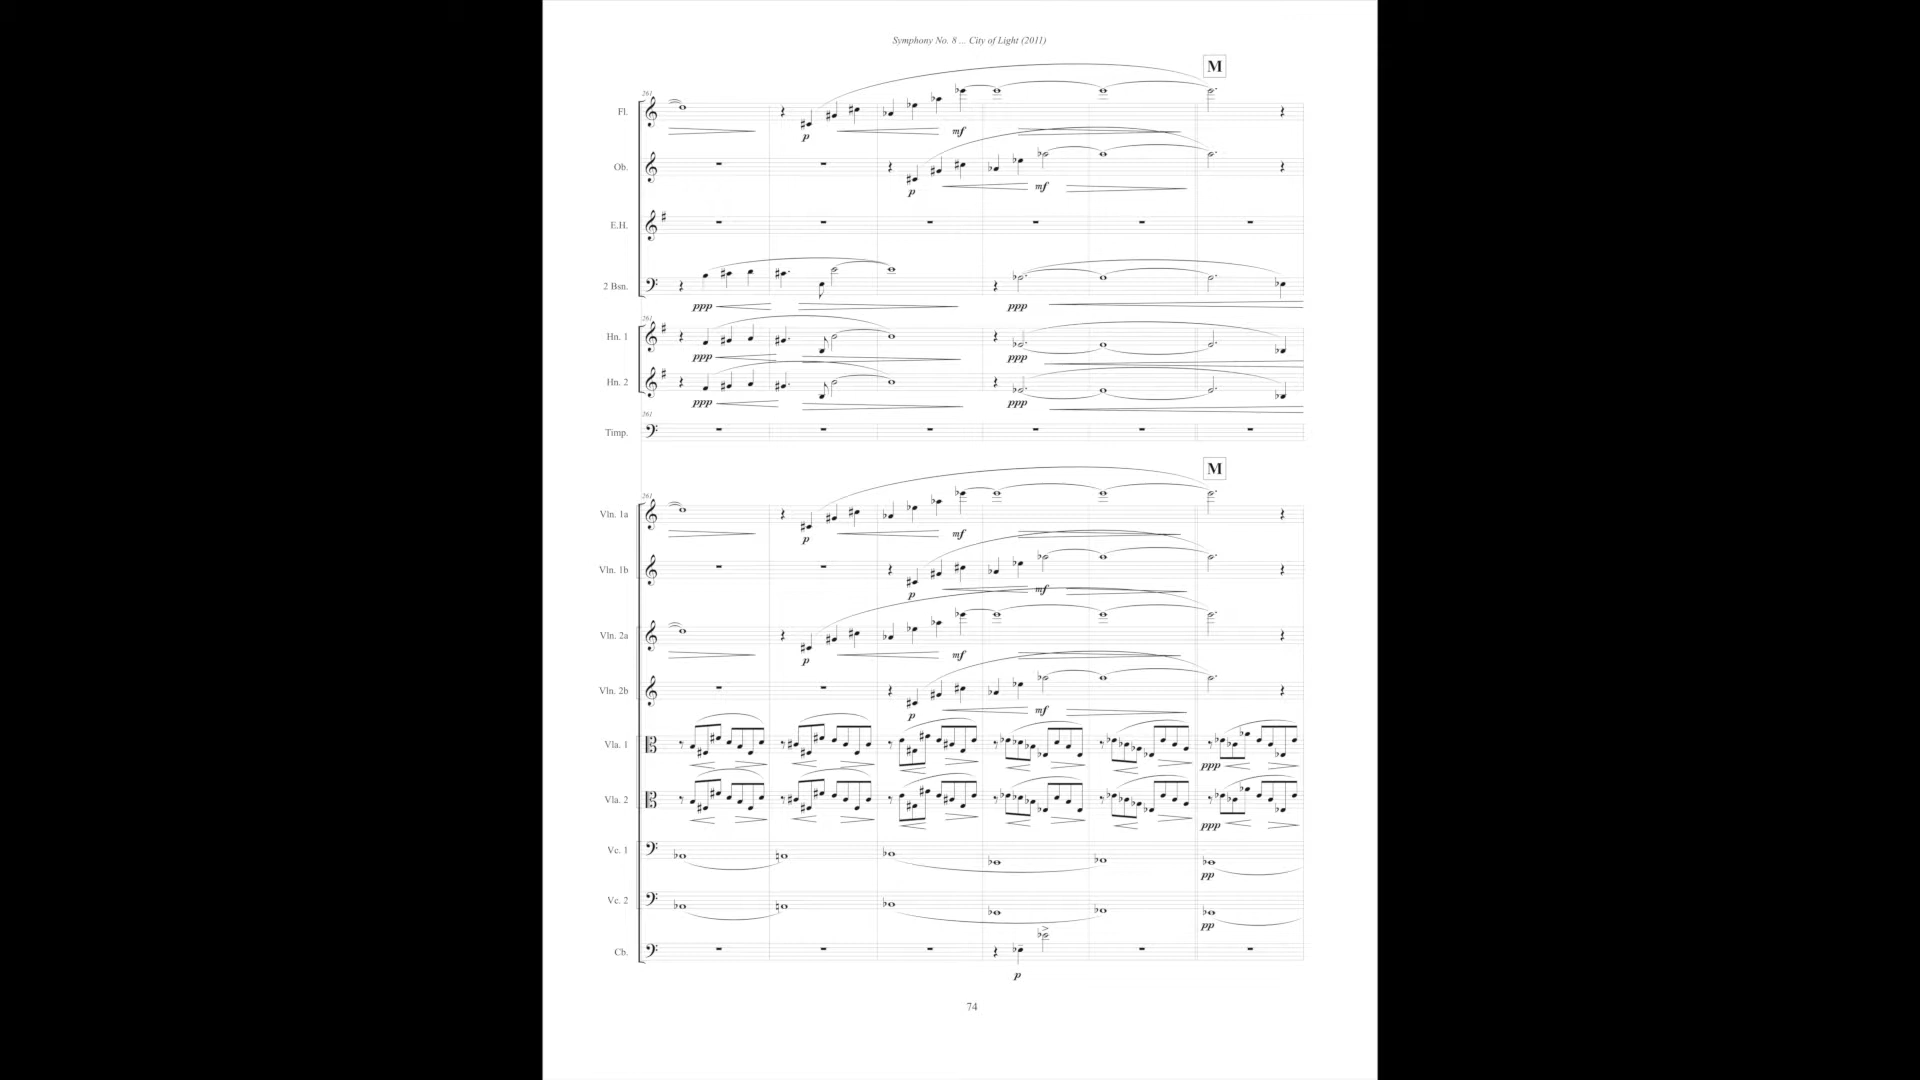 Symphony No. 8 ... City of Light (2011)
M
261
Fl.
p
mf
Ob.
p
mf
E.H.
2 Bsn.
ppp
ppp
261
Hn. 1
ppp
ppp
Hn. 2
ppp
ppp
261
Timp.
M
261
Vln. 1a
p
mf
Vln. 1b
p
mf
Vln. 2a
p
mf
Vln. 2b
p
mf
Vla. 1
ppp
Vla. 2
ppp
Vc. 1
pp
Vc. 2
pp
Cb.
p
74